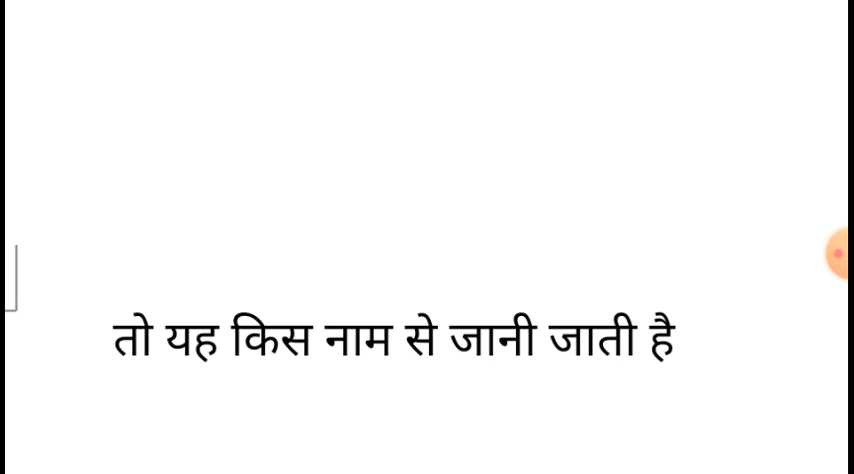 तो यह किस नाम से जानी जाती है